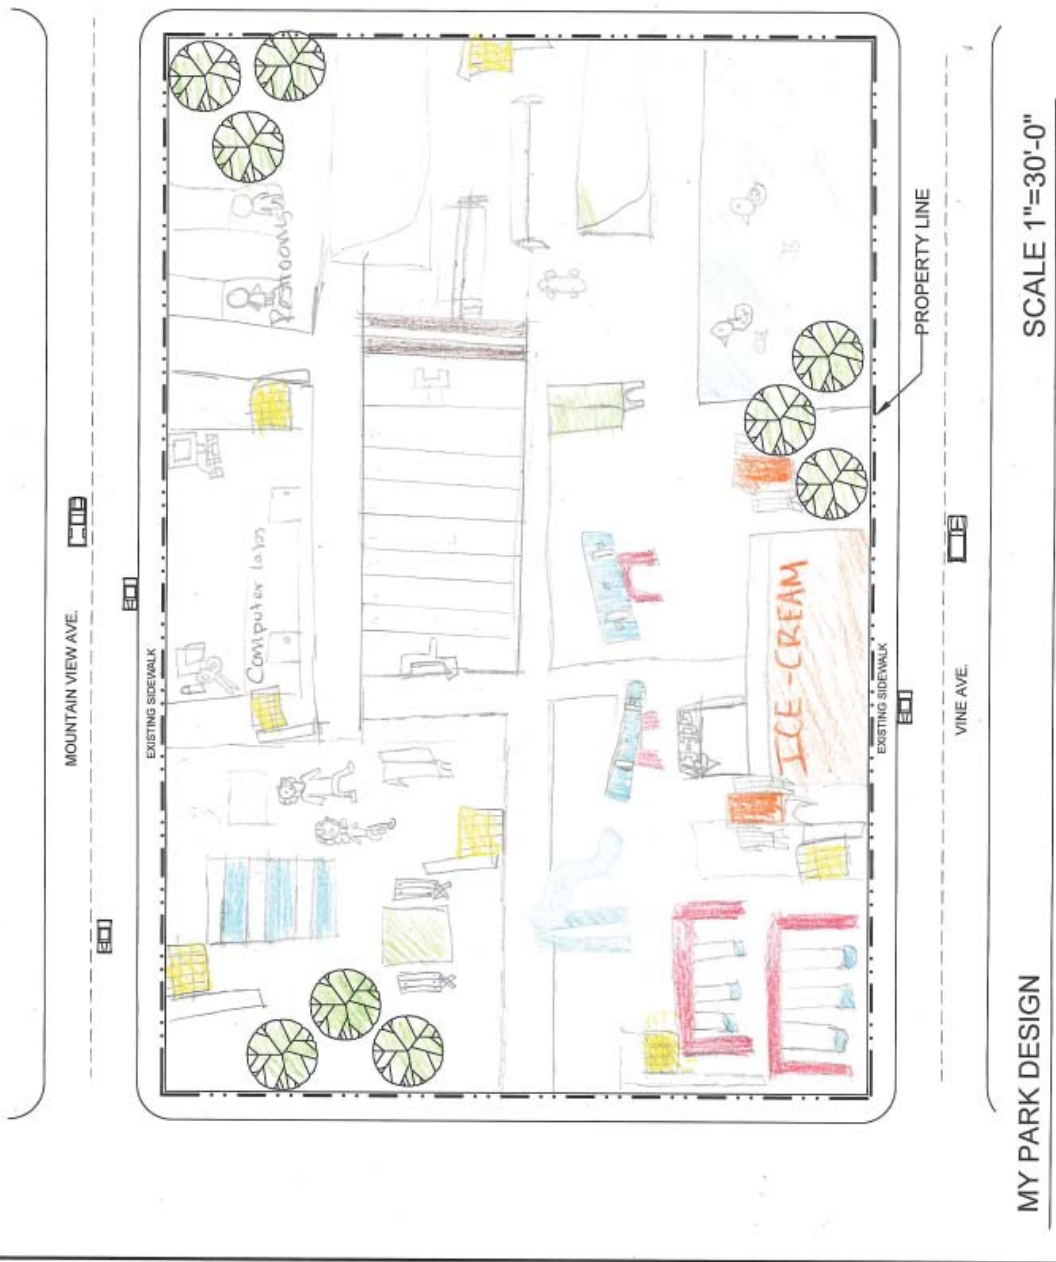 MOUNTAIN VIEW AVE.
EXISTING SIDEWALK
Restrooms
Computer labs
ICE-CREAM
EXISTING SIDEWALK
VINE AVE.
PROPERTY LINE
MY PARK DESIGN
SCALE 1"=30'-0"